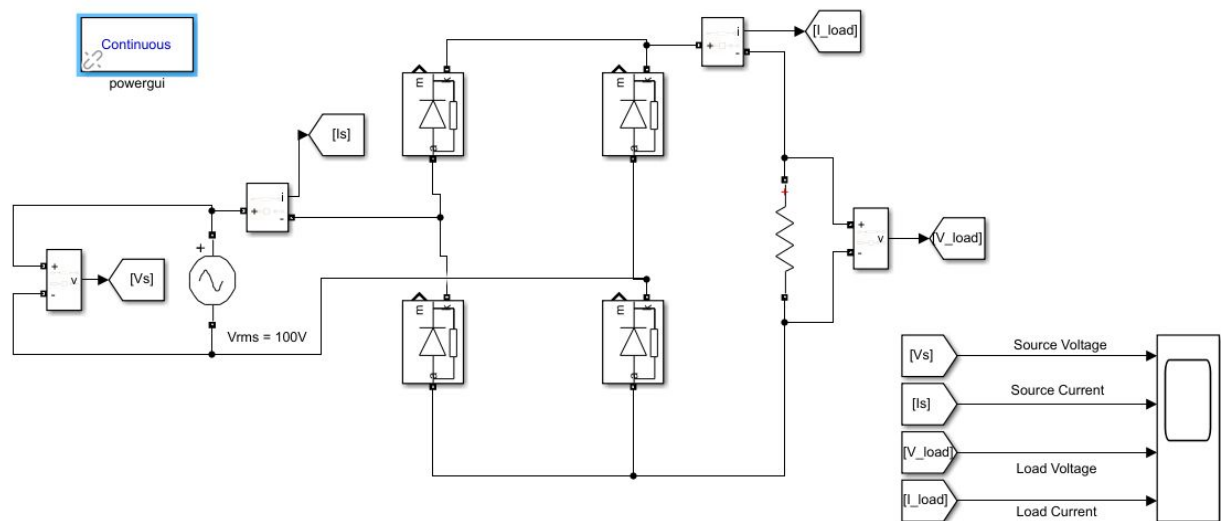 Continuous
powergui
[I_load]
i
+
-
m
k
a
m
k
a
[Is]
i
+
-
+
v
-
[Vs]
+
Vrms = 100V
m
k
a
m
k
a
+
+
v
-
[V_load]
[Vs]
Source Voltage
[Is]
Source Current
[V_load]
Load Voltage
[I_load]
Load Current